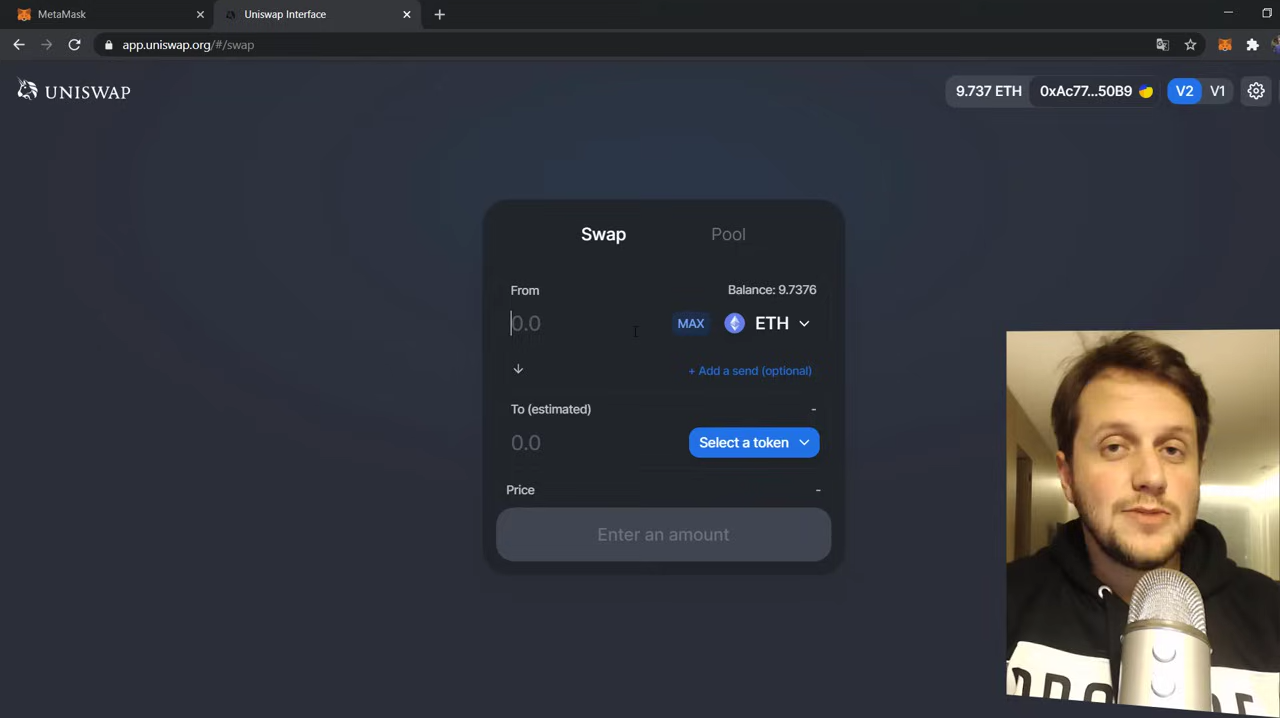 MetaMask
Uniswap Interface
app.uniswap.org/#/swap
UNISWAP
9.737 ETH
0xAc77...50B9
V2
V1
Swap
Pool
From
Balance: 9.7376
0.0
MAX
ETH
+ Add a send (optional)
To (estimated)
-
0.0
Select a token
Price
-
Enter an amount